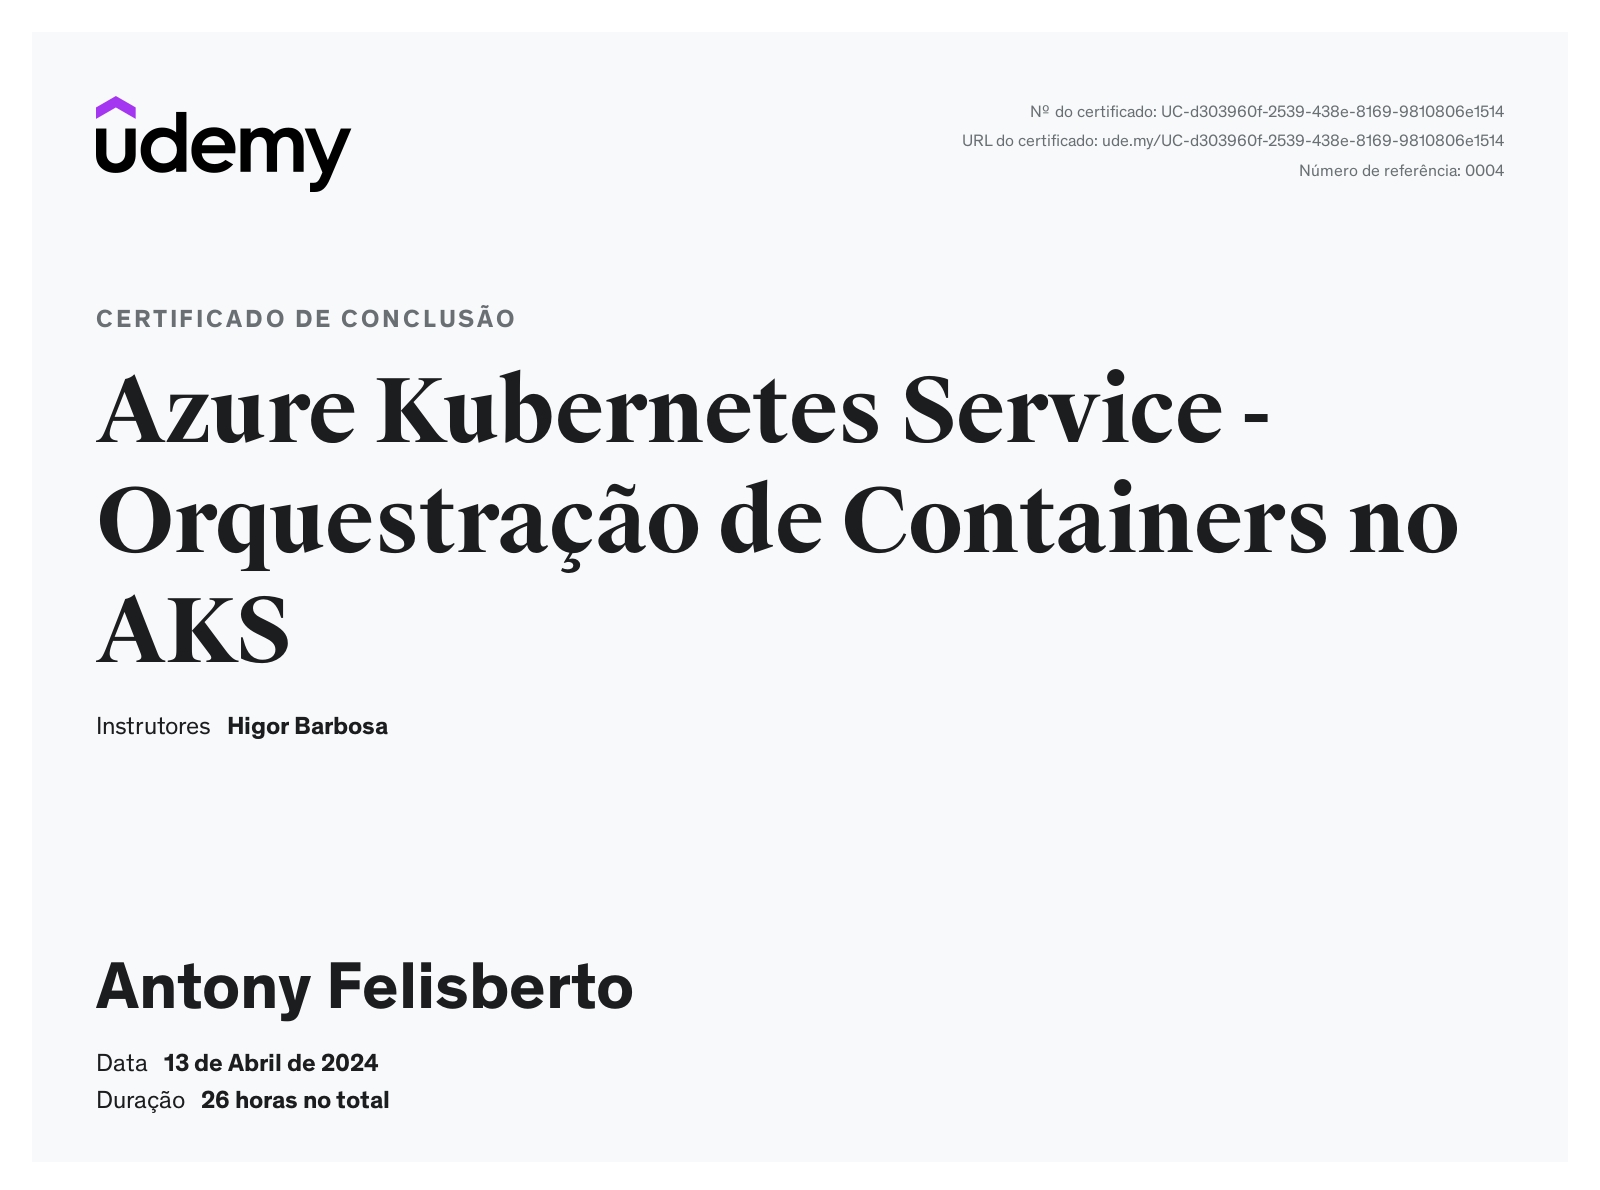 udemy
Nº do certificado: UC-d303960f-2539-438e-8169-9810806e1514
URL do certificado: ude.my/UC-d303960f-2539-438e-8169-9810806e1514
Número de referência: 0004
CERTIFICADO DE CONCLUSÃO
Azure Kubernetes Service -
Orquestração de Containers no
AKS
Instrutores Higor Barbosa
Antony Felisberto
Data 13 de Abril de 2024
Duração 26 horas no total